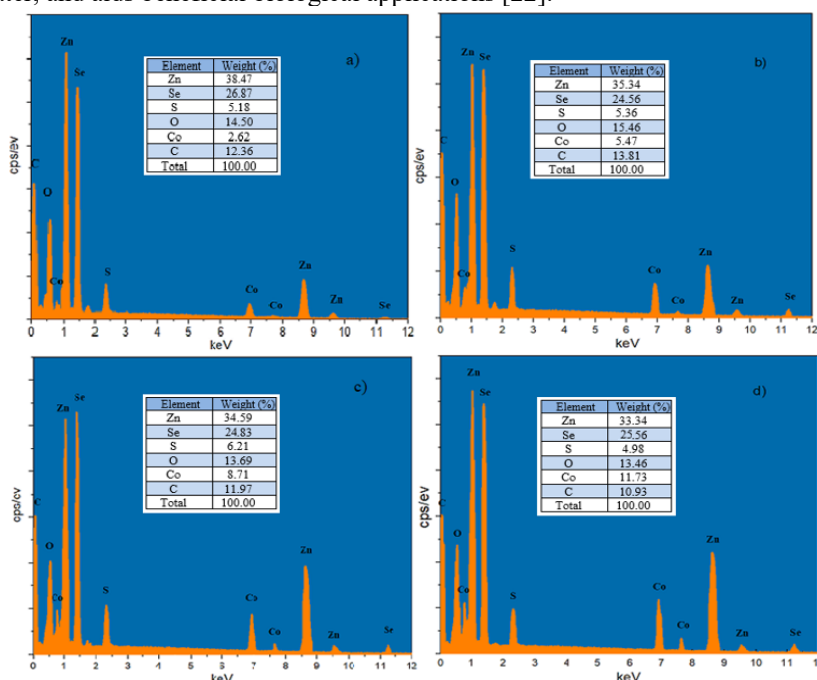 and aids beneficial biological applications [22].
a)
Zn
Se
C
O
Co
S
Co
Co
Zn
Zn
Se
Element Weight (%)
Zn 38.47
Se 26.87
S 5.18
O 14.50
Co 2.62
C 12.36
Total 100.00
cps/ev
0 1 2 3 4 5 6 7 8 9 10 11 12
keV
b)
Zn
Se
C
O
Co
S
Co
Co
Zn
Zn
Se
Element Weight (%)
Zn 35.34
Se 24.56
S 5.36
O 15.46
Co 5.47
C 13.81
Total 100.00
cps/ev
0 1 2 3 4 5 6 7 8 9 10 11 12
keV
c)
Zn
Se
C
O
Co
S
Co
Co
Zn
Zn
Se
Element Weight (%)
Zn 34.59
Se 24.83
S 6.21
O 13.69
Co 8.71
C 11.97
Total 100.00
cps/ev
0 1 2 3 4 5 6 7 8 9 10 11 12
keV
d)
Zn
Se
C
O
Co
S
Co
Co
Zn
Zn
Se
Element Weight (%)
Zn 33.34
Se 25.56
S 4.98
O 13.46
Co 11.73
C 10.93
Total 100.00
cps/ev
0 1 2 3 4 5 6 7 8 9 10 11 12
keV